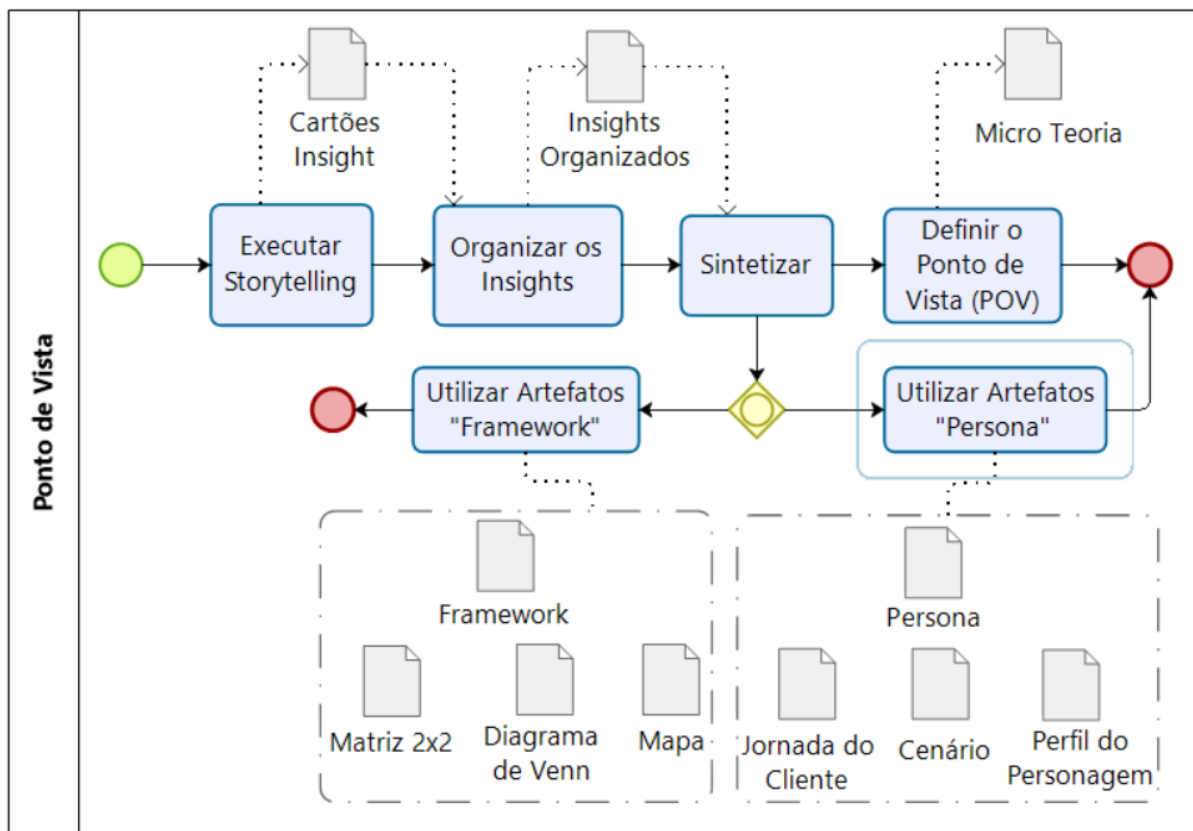 Ponto de Vista
Cartões
Insight
Insights
Organizados
Micro Teoria
Executar
Storytelling
Organizar os
Insights
Sintetizar
Definir o
Ponto de
Vista (POV)
Utilizar Artefatos
"Framework"
Utilizar Artefatos
"Persona"
Framework
Persona
Matriz 2x2
Diagrama
de Venn
Mapa
Jornada do
Cliente
Cenário
Perfil do
Personagem